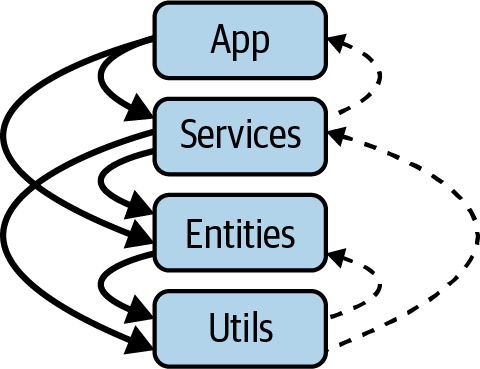 App
Services
Entities
Utils